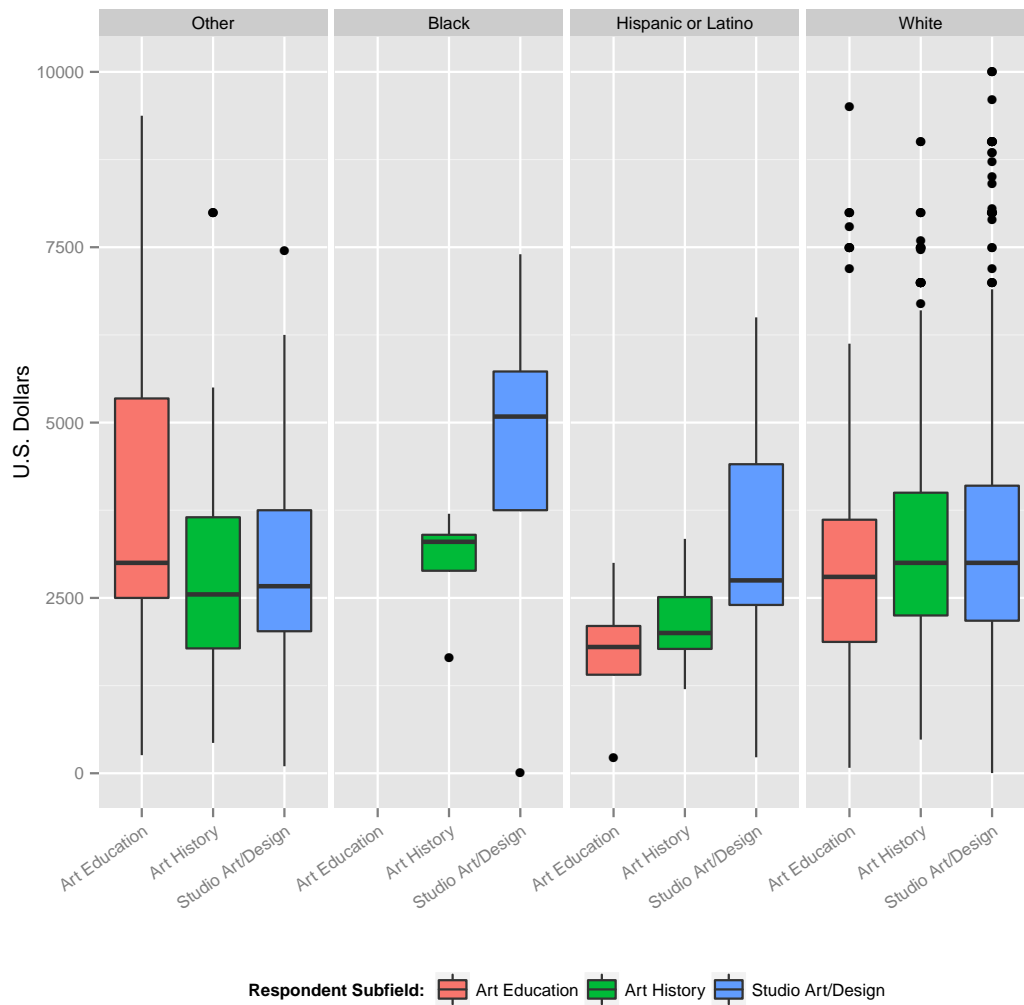 Other Black Hispanic or Latino White
10000
7500
5000
2500
0
U.S. Dollars
Art Education Art History Studio Art/Design Art Education Art History Studio Art/Design Art Education Art History Studio Art/Design Art Education Art History Studio Art/Design
Respondent Subfield: Art Education Art History Studio Art/Design